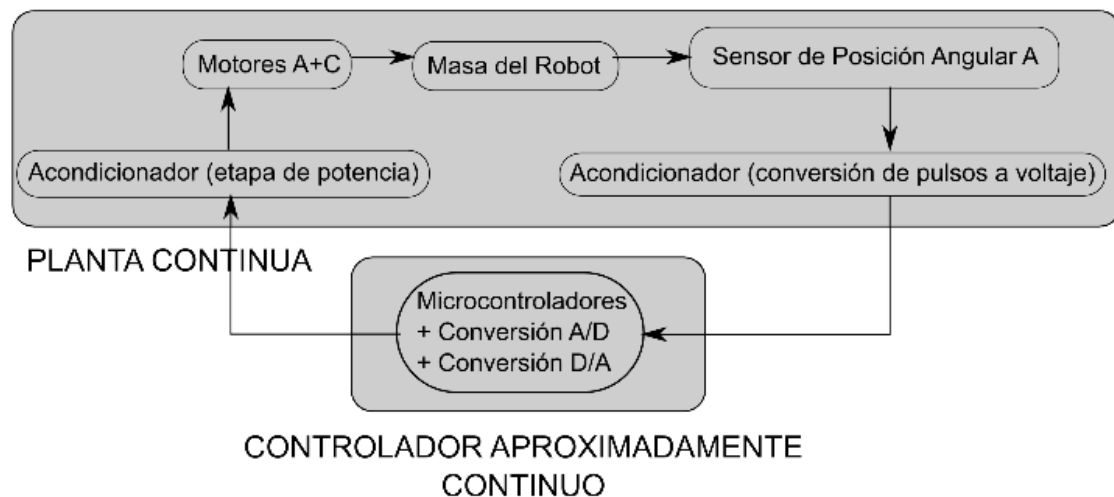 Motores A+C
Masa del Robot
Sensor de Posición Angular A
Acondicionador (etapa de potencia)
Acondicionador (conversión de pulsos a voltaje)
PLANTA CONTINUA
Microcontroladores
+ Conversión A/D
+ Conversión D/A
CONTROLADOR APROXIMADAMENTE
CONTINUO